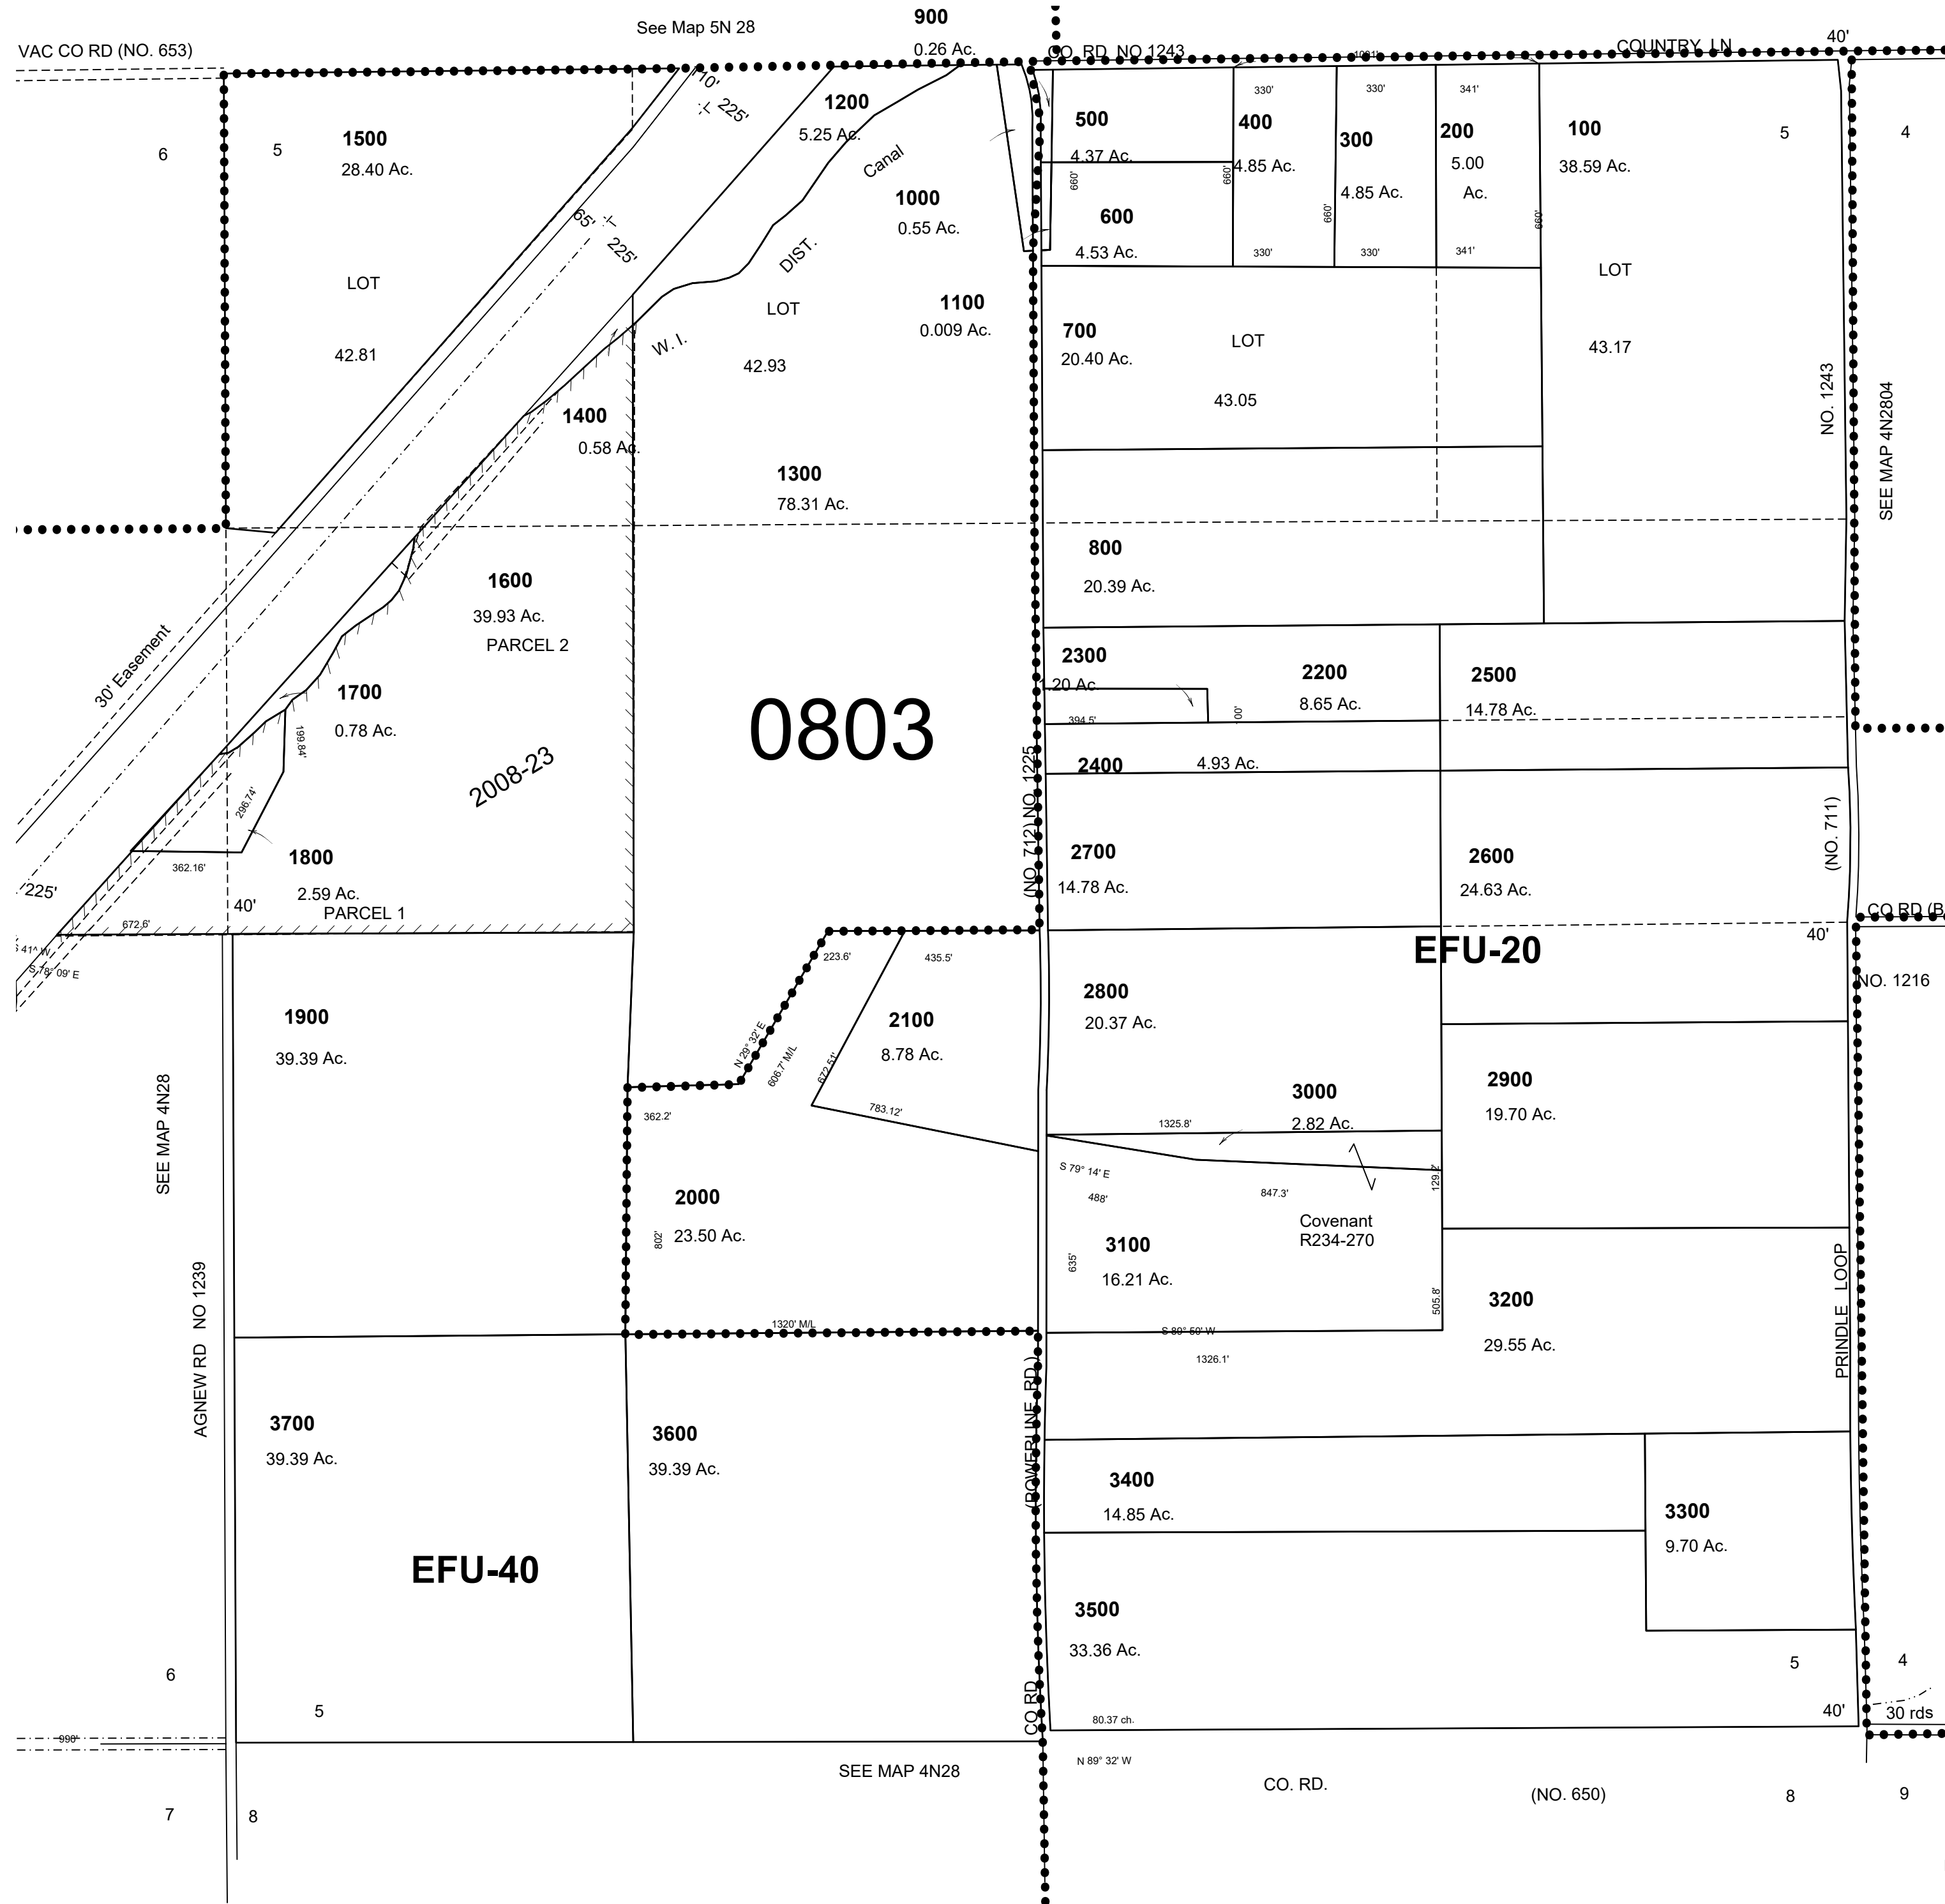 See Map 5N 28
900
0.26 Ac.
VAC CO RD (NO. 653)
CO. RD. NO 1243
COUNTRY LN
40'
1500
28.40 Ac.
6
5
10'
225'
1200
5.25 Ac.
Canal
1000
0.55 Ac.
500
4.37 Ac.
330'
330'
341'
400
4.85 Ac.
300
4.85 Ac.
200
5.00
Ac.
100
38.59 Ac.
5
4
660'
660'
660'
660'
65'
225'
DIST.
600
4.53 Ac.
330'
330'
341'
LOT
42.81
LOT
42.93
W. I.
1100
0.009 Ac.
700
20.40 Ac.
LOT
43.05
LOT
43.17
NO. 1243
SEE MAP 4N2804
1400
0.58 Ac.
1300
78.31 Ac.
800
20.39 Ac.
1600
39.93 Ac.
PARCEL 2
30' Easement
1700
0.78 Ac.
199.84'
296.74'
2008-23
0803
2300
.20 Ac.
394.5'
00'
2200
8.65 Ac.
2500
14.78 Ac.
2400
4.93 Ac.
(NO. 712) NO. 1225
(NO. 711)
2700
14.78 Ac.
2600
24.63 Ac.
362.16'
1800
2.59 Ac.
225'
40'
PARCEL 1
672.6'
41^ W
S 78° 09' E
CO RD (B
EFU-20
40'
NO. 1216
223.6'
435.5'
1900
39.39 Ac.
N 29° 32' E
606.7' M/L
672.51'
2100
8.78 Ac.
783.12'
2800
20.37 Ac.
2900
19.70 Ac.
3000
2.82 Ac.
1325.8'
362.2'
SEE MAP 4N28
S 79° 14' E
488'
847.3'
129.2'
2000
23.50 Ac.
802'
Covenant
R234-270
3100
16.21 Ac.
635'
505.8'
3200
29.55 Ac.
AGNEW RD NO 1239
PRINDLE LOOP
1320' M/L
S 89° 50' W
1326.1'
(POWERLINE RD.)
3700
39.39 Ac.
3600
39.39 Ac.
3400
14.85 Ac.
3300
9.70 Ac.
EFU-40
3500
33.36 Ac.
6
5
5
4
CO RD
80.37 ch.
40'
30 rds
990'
SEE MAP 4N28
N 89° 32' W
CO. RD.
(NO. 650)
7
8
8
9